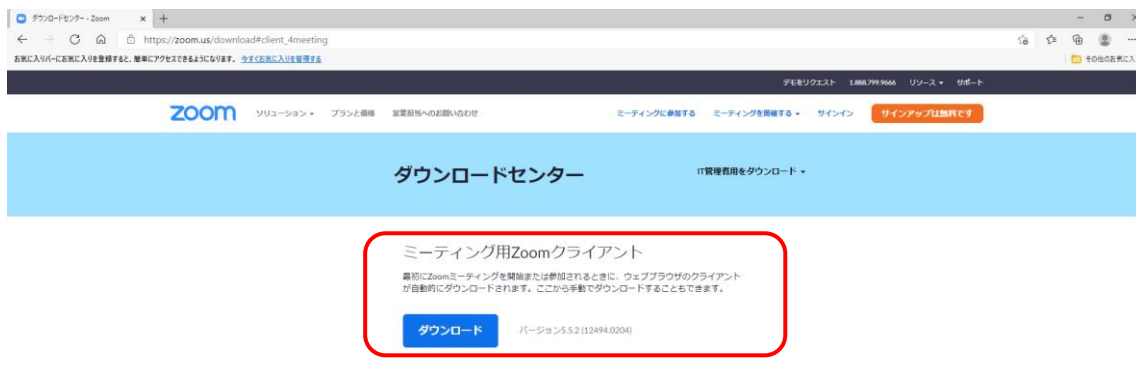 ダウンロードセンター - Zoom
https://zoom.us/download#client_4meeting
お気に入りバーにお気に入りを登録すると、簡単にアクセスできるようになります。 今すぐお気に入りを管理する
その他のお気に入
デモをリクエスト 1.888.799.9666 リソース サポート
zoom ソリューション プランと価格 営業担当へのお問い合わせ ミーティングに参加する ミーティングを開催する サインイン サインアップは無料です
ダウンロードセンター IT管理者用をダウンロード
ミーティング用Zoomクライアント
最初にZoomミーティングを開始または参加されるときに、ウェブブラウザのクライアント
が自動的にダウンロードされます。ここから手動でダウンロードすることもできます。
ダウンロード バージョン5.5.2 (12494.0204)